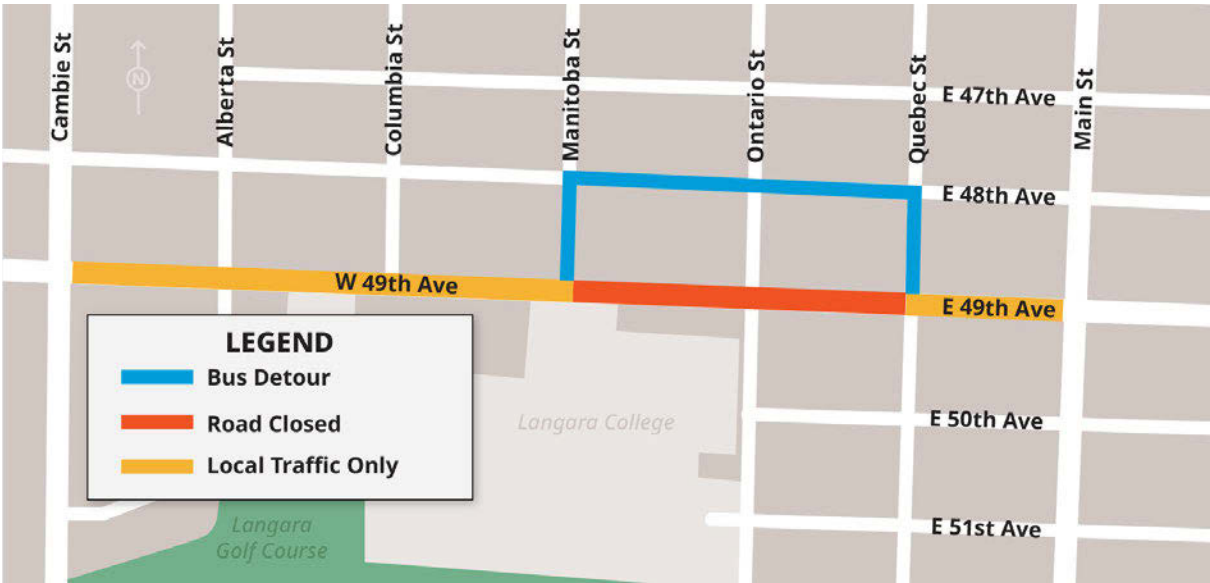 Cambie St
Alberta St
Columbia St
Manitoba St
Ontario St
Quebec St
Main St
N
E 47th Ave
E 48th Ave
W 49th Ave
E 49th Ave
LEGEND
Bus Detour
Road Closed
Local Traffic Only
Langara College
E 50th Ave
E 51st Ave
Langara
Golf Course